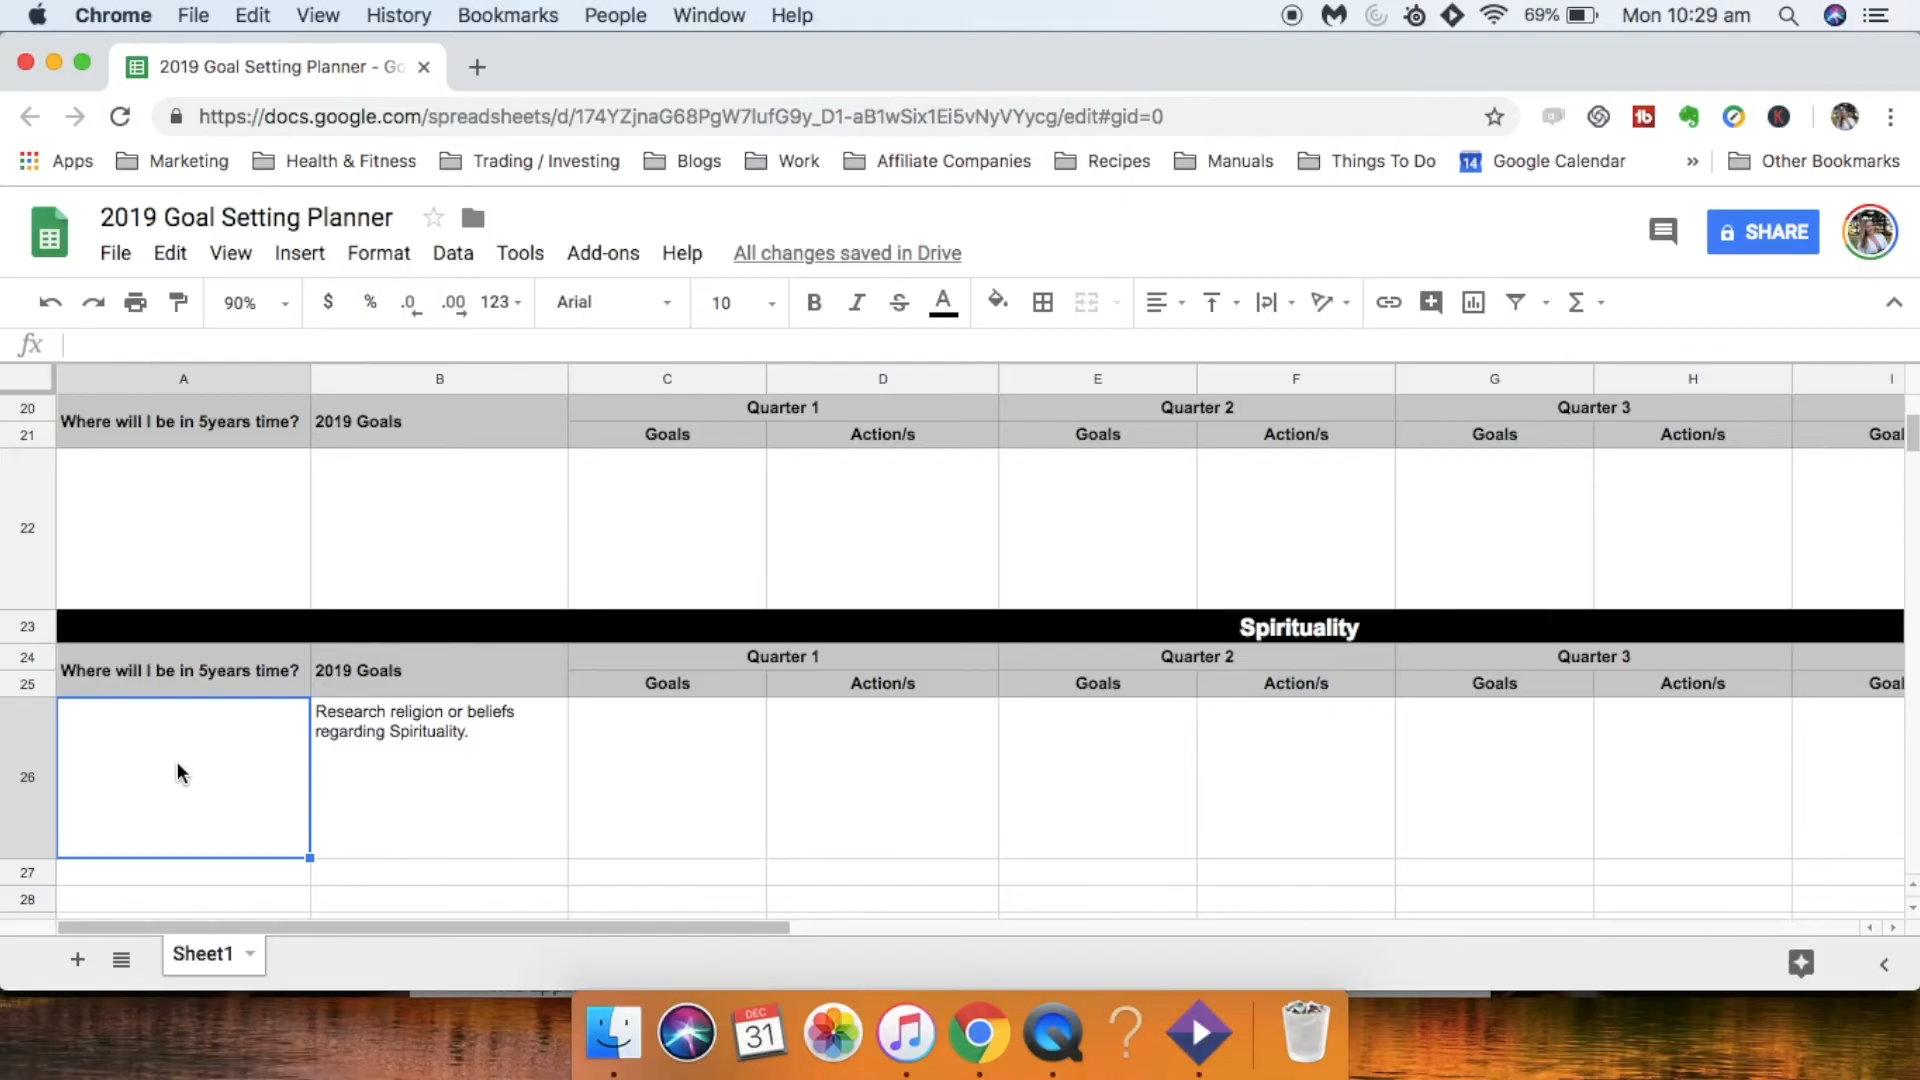 Chrome File Edit View History Bookmarks People Window Help 69% Mon 10:29 am
2019 Goal Setting Planner - Go
https://docs.google.com/spreadsheets/d/174YZjnaG68PgW7lufG9y_D1-aB1wSix1Ei5vNyVYycg/edit#gid=0
Apps Marketing Health & Fitness Trading / Investing Blogs Work Affiliate Companies Recipes Manuals Things To Do 14 Google Calendar » Other Bookmarks
2019 Goal Setting Planner
SHARE
File Edit View Insert Format Data Tools Add-ons Help All changes saved in Drive
90% $ % .0 .00 123 Arial 10 B I S A Σ
fx
A B C D E F G H I
20 Quarter 1 Quarter 2 Quarter 3
Where will I be in 5years time? 2019 Goals
21 Goals Action/s Goals Action/s Goals Action/s Goal
22
23 Spirituality
24 Quarter 1 Quarter 2 Quarter 3
Where will I be in 5years time? 2019 Goals
25 Goals Action/s Goals Action/s Goals Action/s Goal
Research religion or beliefs
regarding Spirituality.
26
27
28
Sheet1
DEC
31
?